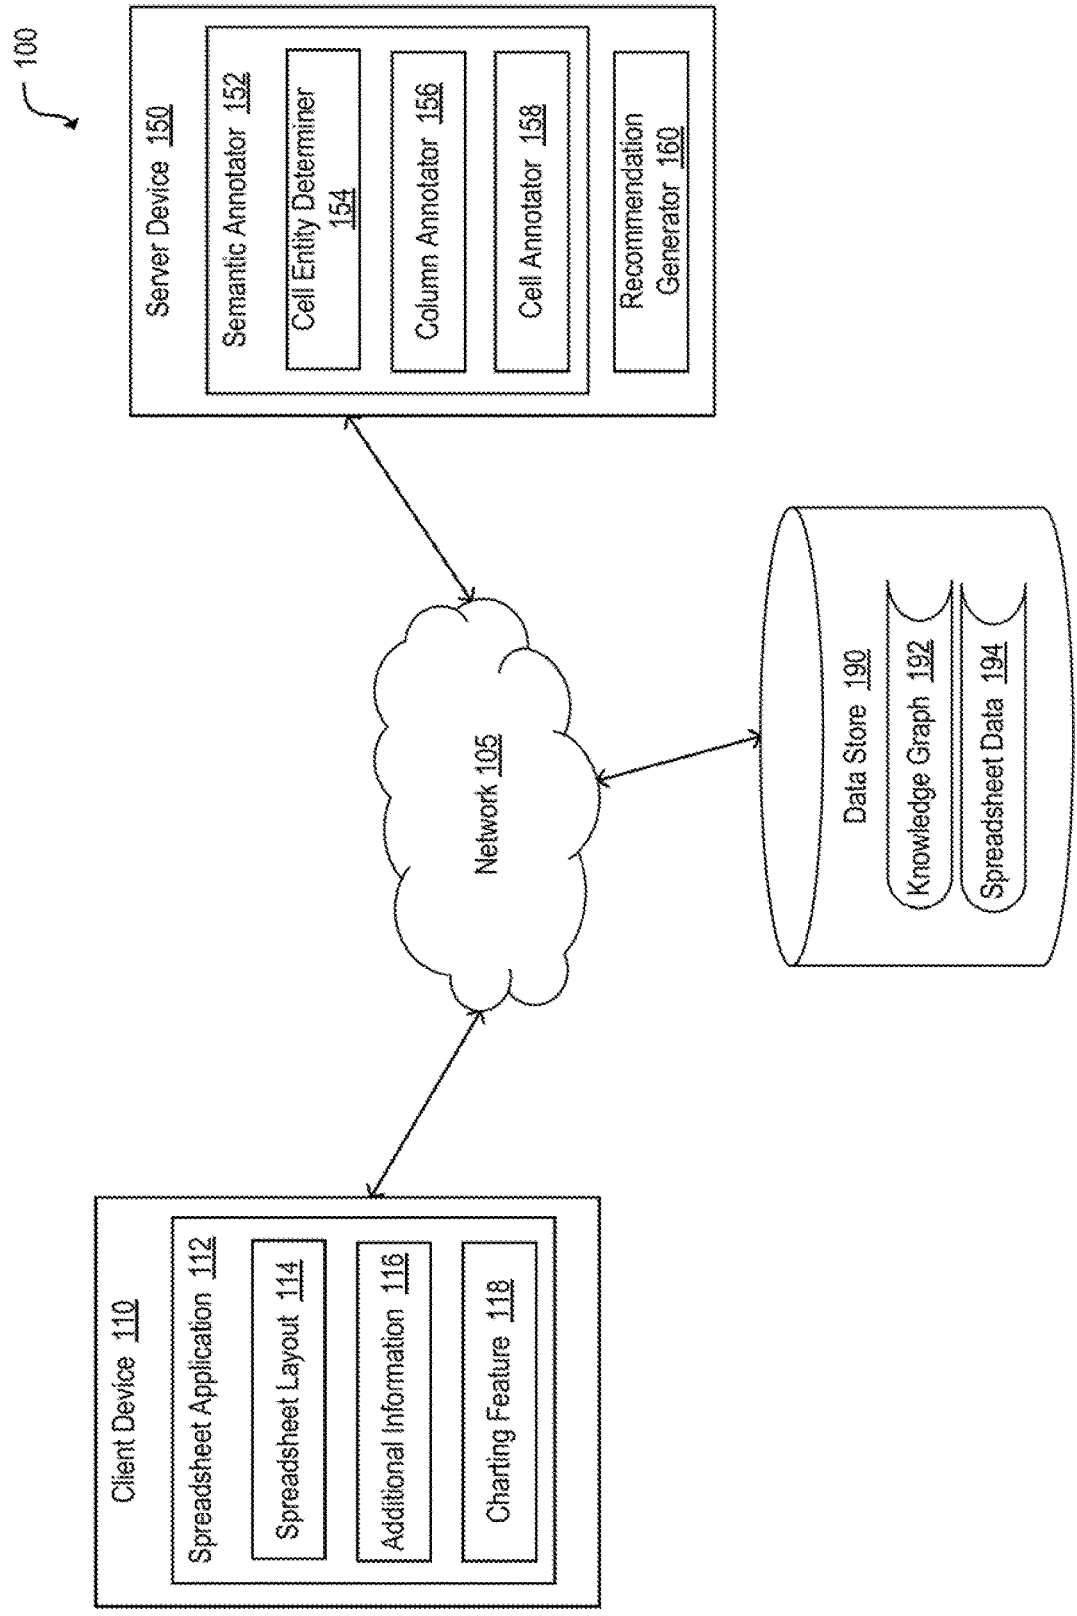 100
Client Device 110
Spreadsheet Application 112
Spreadsheet Layout 114
Additional Information 116
Charting Feature 118
Network 105
Server Device 150
Semantic Annotator 152
Cell Entity Determiner
154
Column Annotator 156
Cell Annotator 158
Recommendation
Generator 160
Data Store 190
Knowledge Graph 192
Spreadsheet Data 194